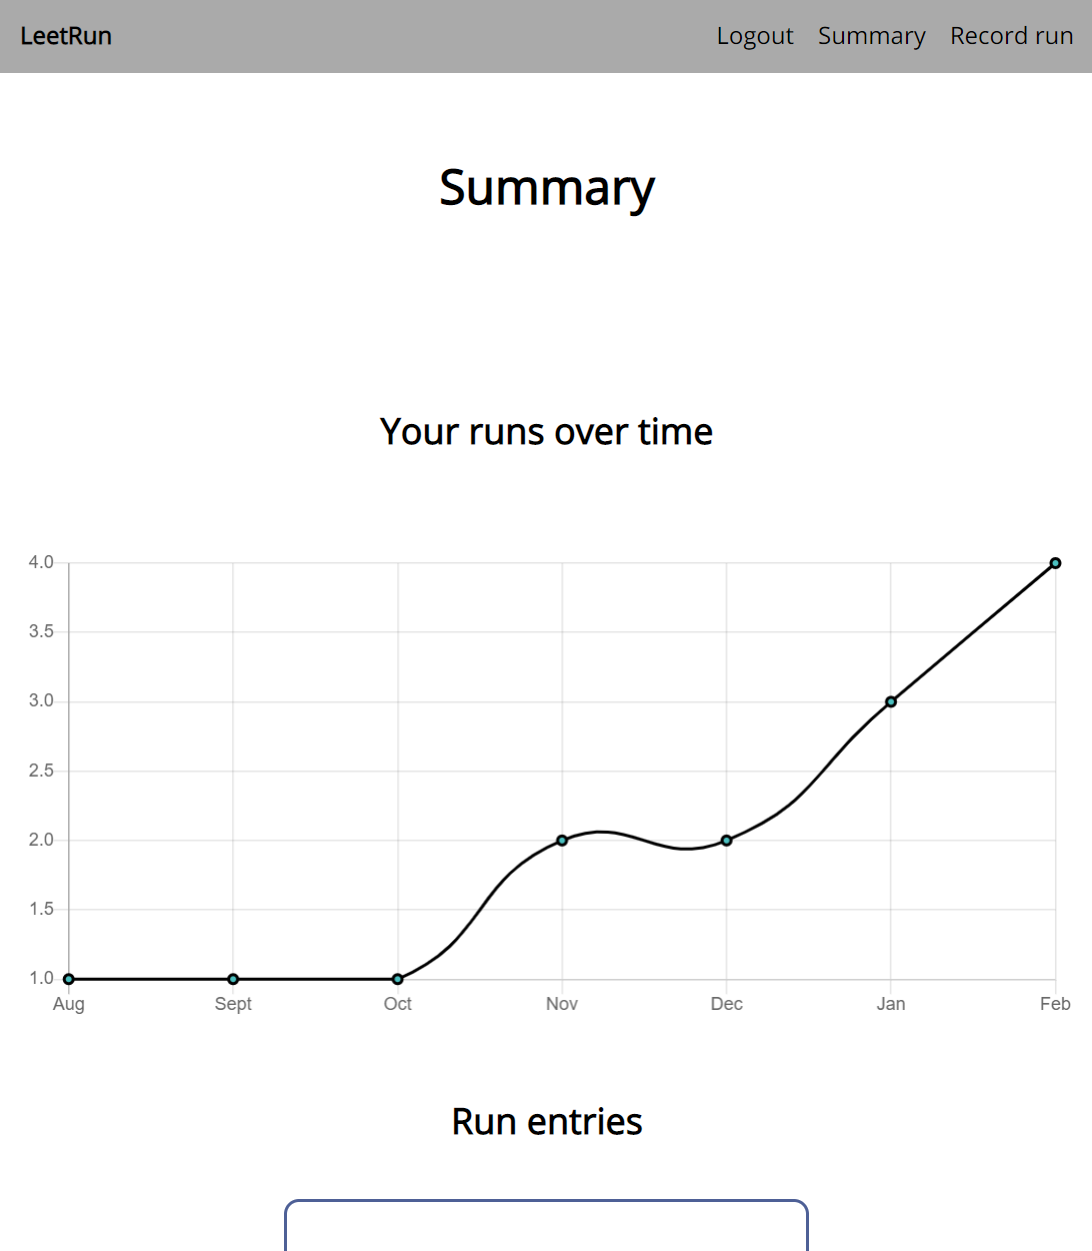 LeetRun Logout Summary Record run
Summary
Your runs over time
4.0
3.5
3.0
2.5
2.0
1.5
1.0
Aug Sept Oct Nov Dec Jan Feb
Run entries